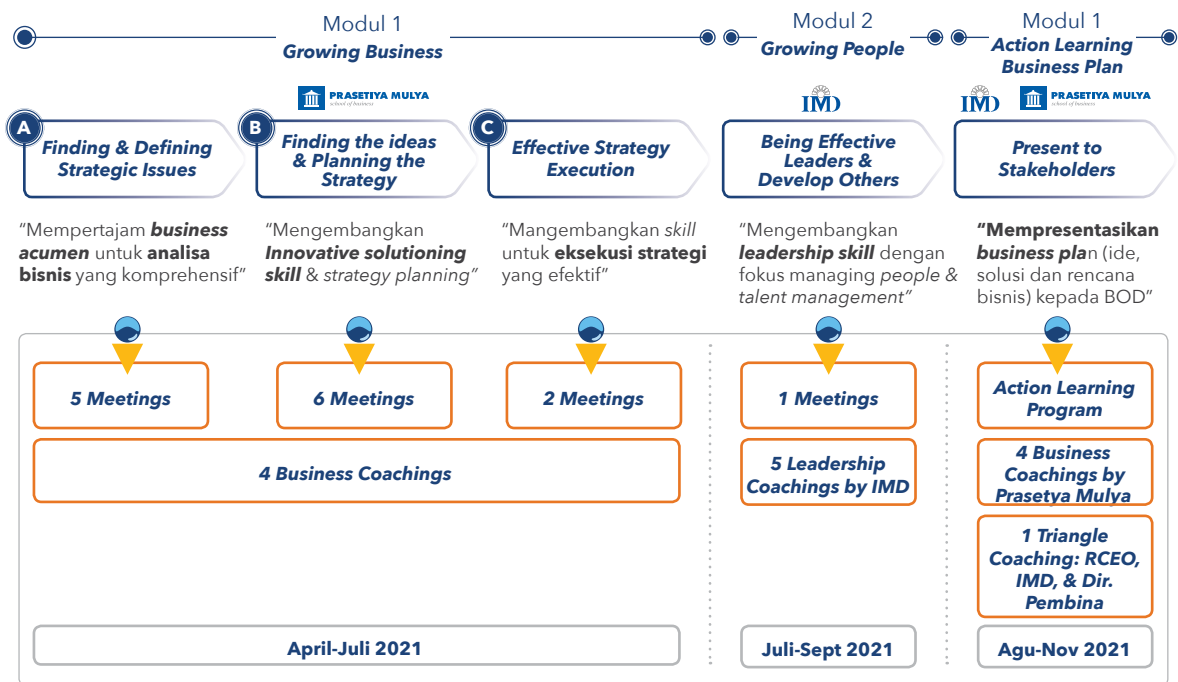 Modul 1
Growing Business
Modul 2
Growing People
Modul 1
Action Learning
Business Plan
PRASETIYA MULYA
school of business
IMD
IMD
PRASETIYA MULYA
school of business
A
Finding & Defining
Strategic Issues
B
Finding the ideas
& Planning the
Strategy
C
Effective Strategy
Execution
Being Effective
Leaders &
Develop Others
Present to
Stakeholders
“Mempertajam business
acumen untuk analisa
bisnis yang komprehensif”
“Mengembangkan
Innovative solutioning
skill & strategy planning”
“Mangembangkan skill
untuk eksekusi strategi
yang efektif”
“Mengembangkan
leadership skill dengan
fokus managing people &
talent management”
“Mempresentasikan
business plan (ide,
solusi dan rencana
bisnis) kepada BOD”
5 Meetings
6 Meetings
2 Meetings
1 Meetings
Action Learning
Program
4 Business Coachings
5 Leadership
Coachings by IMD
4 Business
Coachings by
Prasetya Mulya
1 Triangle
Coaching: RCEO,
IMD, & Dir.
Pembina
April-Juli 2021
Juli-Sept 2021
Agu-Nov 2021